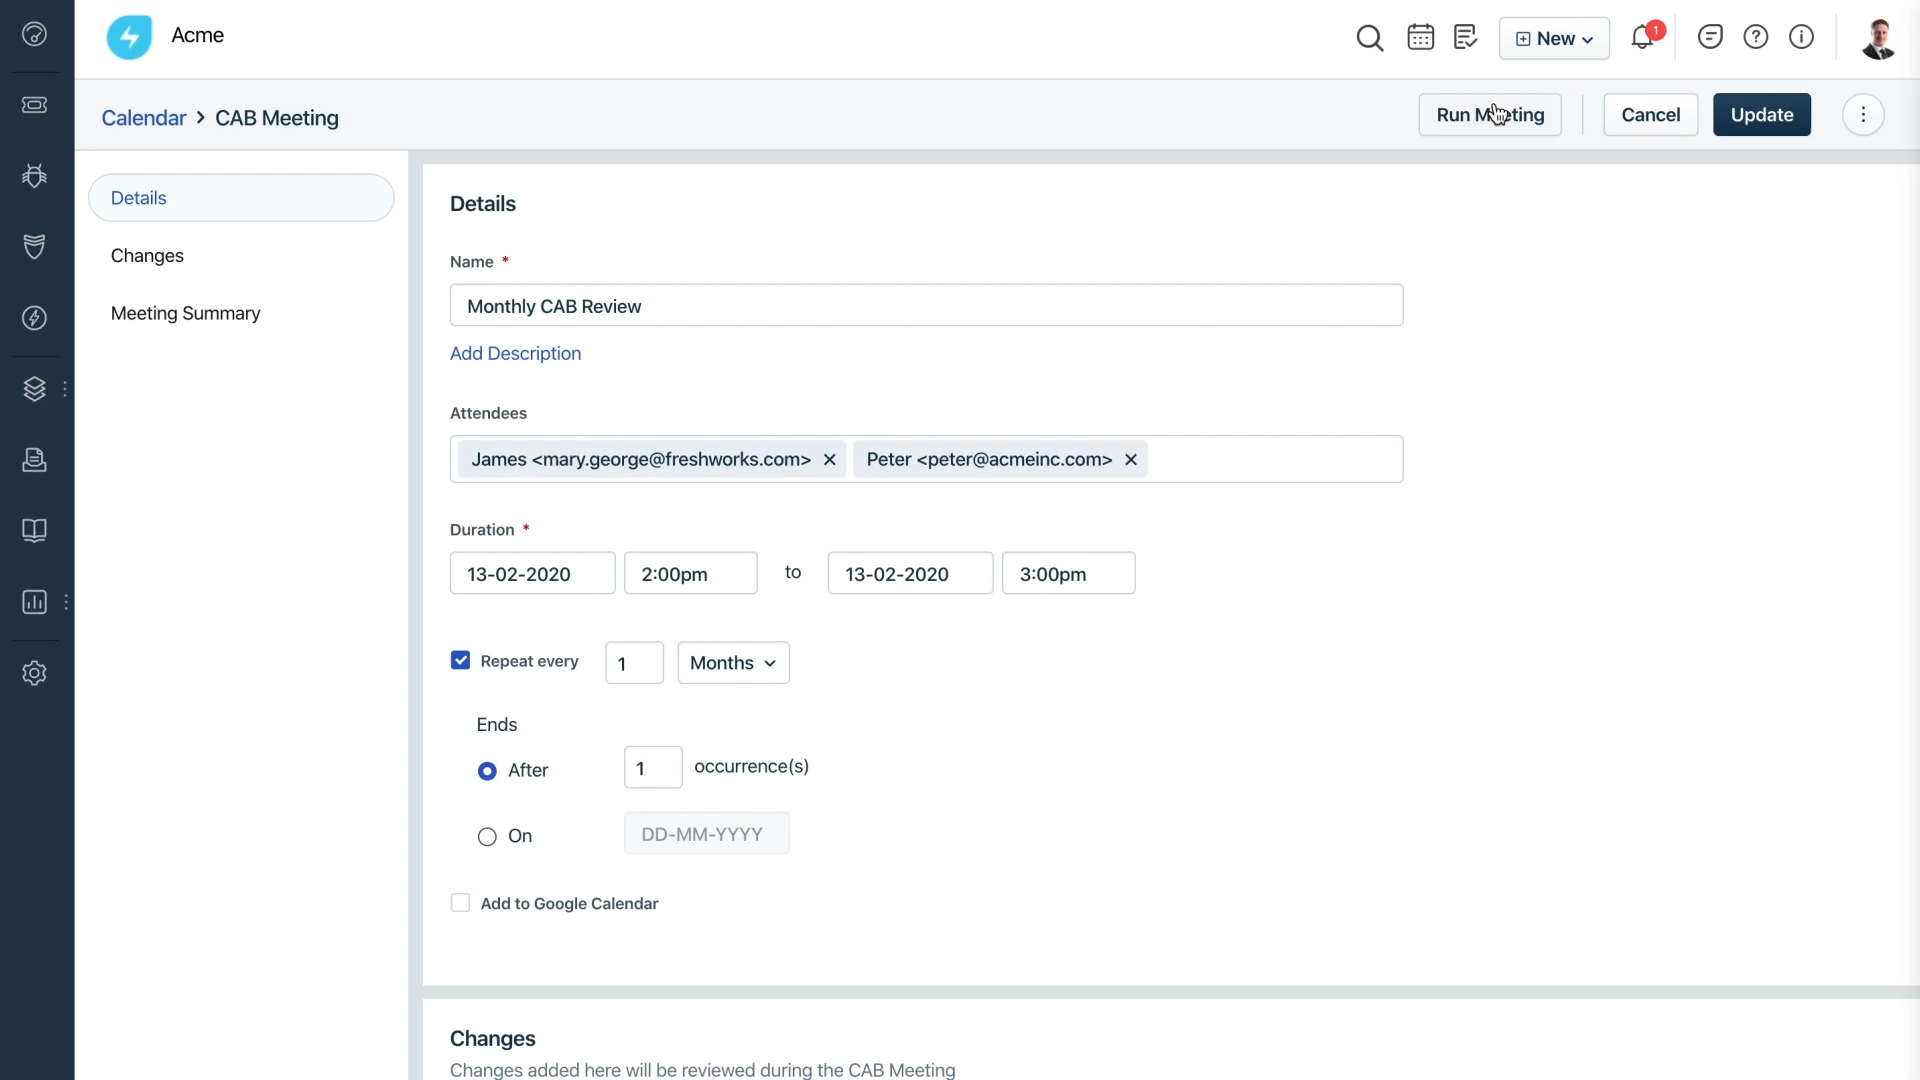 Acme
New
1
Calendar > CAB Meeting
Run Meeting
Cancel
Update
Details
Changes
Meeting Summary
Details
Name *
Monthly CAB Review
Add Description
Attendees
James <mary.george@freshworks.com> ✕ Peter <peter@acmeinc.com> ✕
Duration *
13-02-2020 2:00pm to 13-02-2020 3:00pm
Repeat every 1 Months
Ends
After 1 occurrence(s)
On DD-MM-YYYY
Add to Google Calendar
Changes
Changes added here will be reviewed during the CAB Meeting